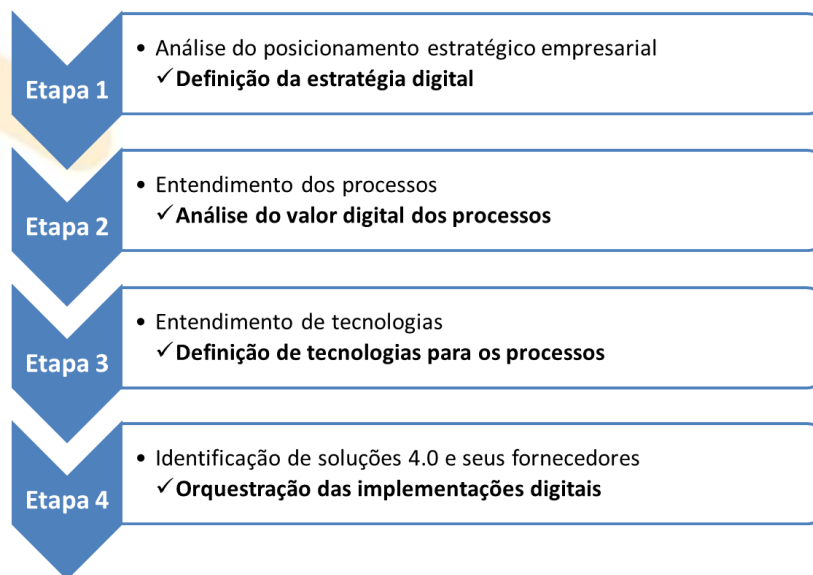 Etapa 1
• Análise do posicionamento estratégico empresarial
✓Definição da estratégia digital
Etapa 2
• Entendimento dos processos
✓Análise do valor digital dos processos
Etapa 3
• Entendimento de tecnologias
✓Definição de tecnologias para os processos
Etapa 4
• Identificação de soluções 4.0 e seus fornecedores
✓Orquestração das implementações digitais